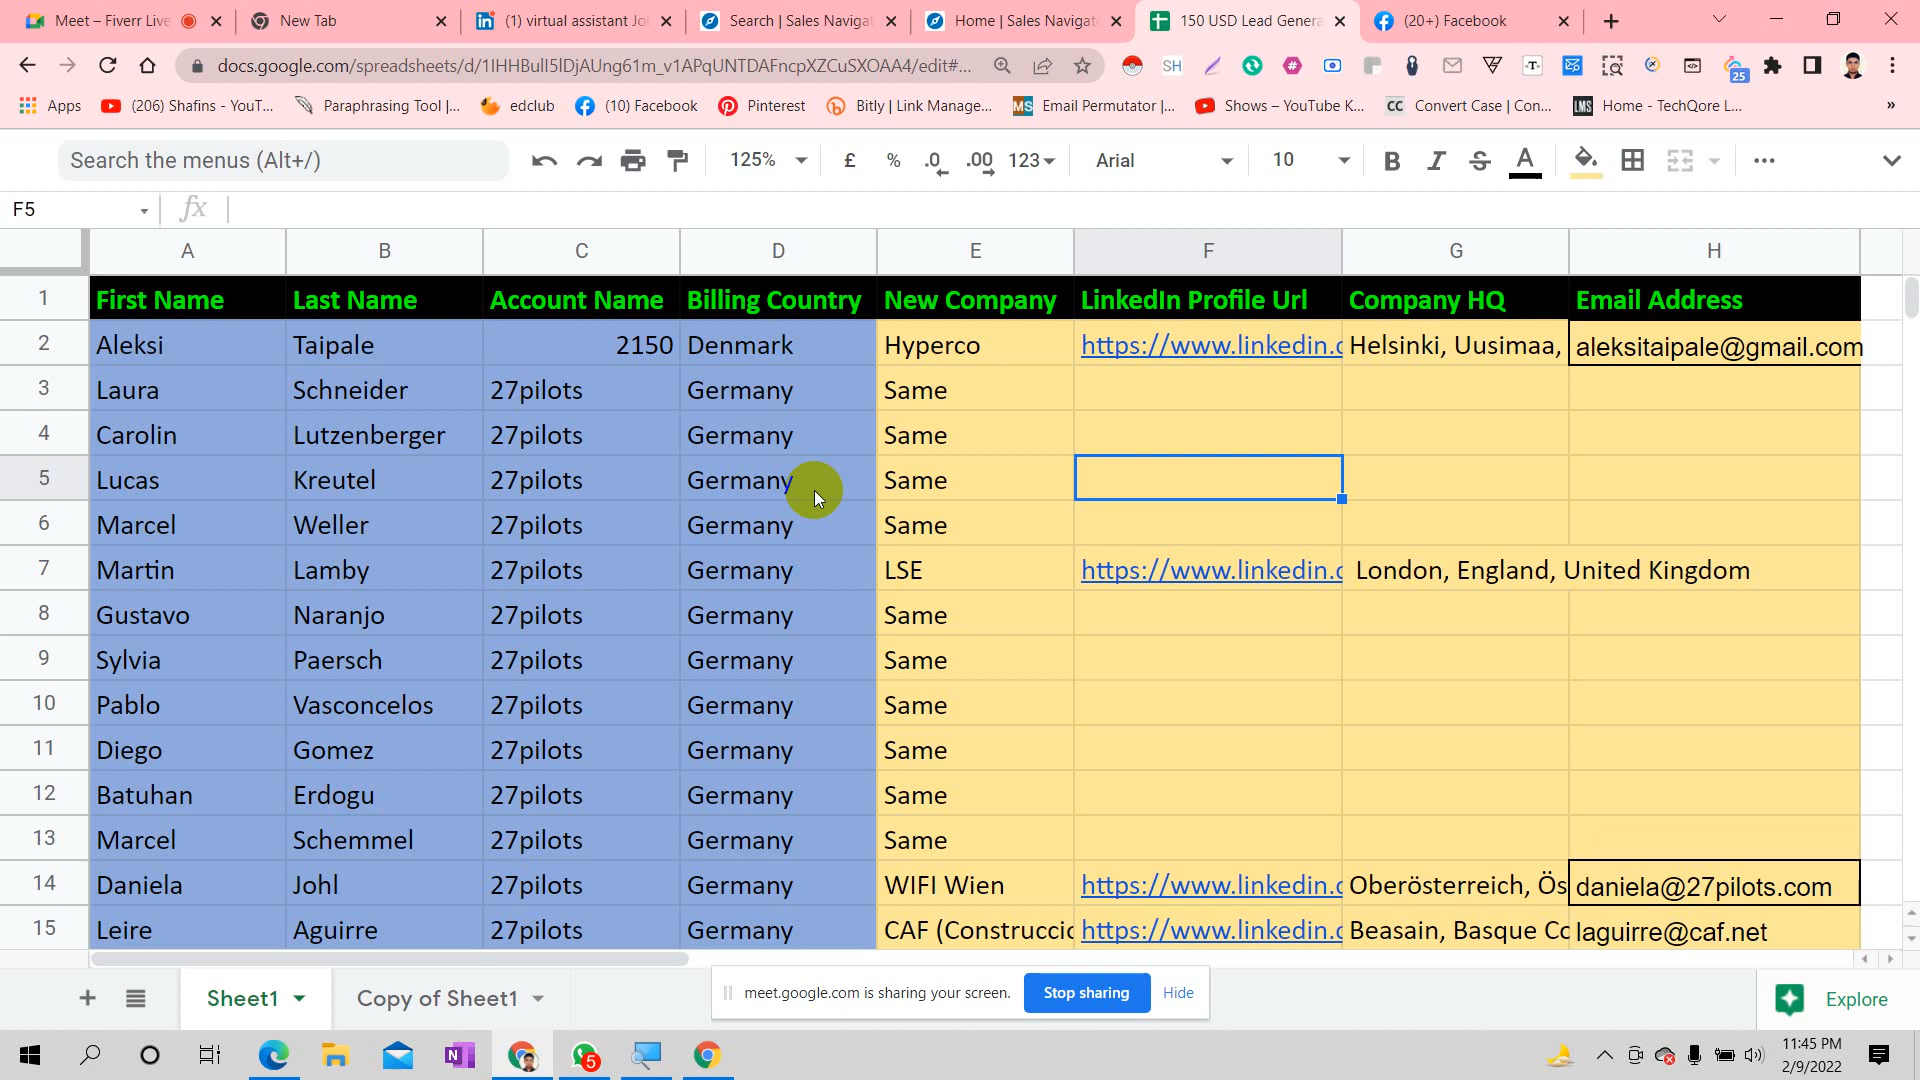 Meet – Fiverr Live
New Tab
(1) virtual assistant Jo
Search | Sales Navigat
Home | Sales Navigat
150 USD Lead Genera
(20+) Facebook
docs.google.com/spreadsheets/d/1IHHBulI5lDjAUng61m_v1APqUNTDAFncpXZCuSXOAA4/edit#...
SH
25
Apps
(206) Shafins - YouT...
Paraphrasing Tool |...
edclub
(10) Facebook
Pinterest
Bitly | Link Manage...
MS Email Permutator |...
Shows – YouTube K...
CC Convert Case | Con...
LMS Home - TechQore L...
»
Search the menus (Alt+/)
125%
£ % .0 .00 123
Arial
10
B I S A
F5
fx
A B C D E F G H
1 First Name Last Name Account Name Billing Country New Company LinkedIn Profile Url Company HQ Email Address
2 Aleksi Taipale 2150 Denmark Hyperco https://www.linkedin.c Helsinki, Uusimaa, aleksitaipale@gmail.com
3 Laura Schneider 27pilots Germany Same
4 Carolin Lutzenberger 27pilots Germany Same
5 Lucas Kreutel 27pilots Germany Same
6 Marcel Weller 27pilots Germany Same
7 Martin Lamby 27pilots Germany LSE https://www.linkedin.c London, England, United Kingdom
8 Gustavo Naranjo 27pilots Germany Same
9 Sylvia Paersch 27pilots Germany Same
10 Pablo Vasconcelos 27pilots Germany Same
11 Diego Gomez 27pilots Germany Same
12 Batuhan Erdogu 27pilots Germany Same
13 Marcel Schemmel 27pilots Germany Same
14 Daniela Johl 27pilots Germany WIFI Wien https://www.linkedin.c Oberösterreich, Ös daniela@27pilots.com
15 Leire Aguirre 27pilots Germany CAF (Construccic https://www.linkedin.c Beasain, Basque Co laguirre@caf.net
Sheet1
Copy of Sheet1
meet.google.com is sharing your screen.
Stop sharing
Hide
Explore
5
11:45 PM
2/9/2022